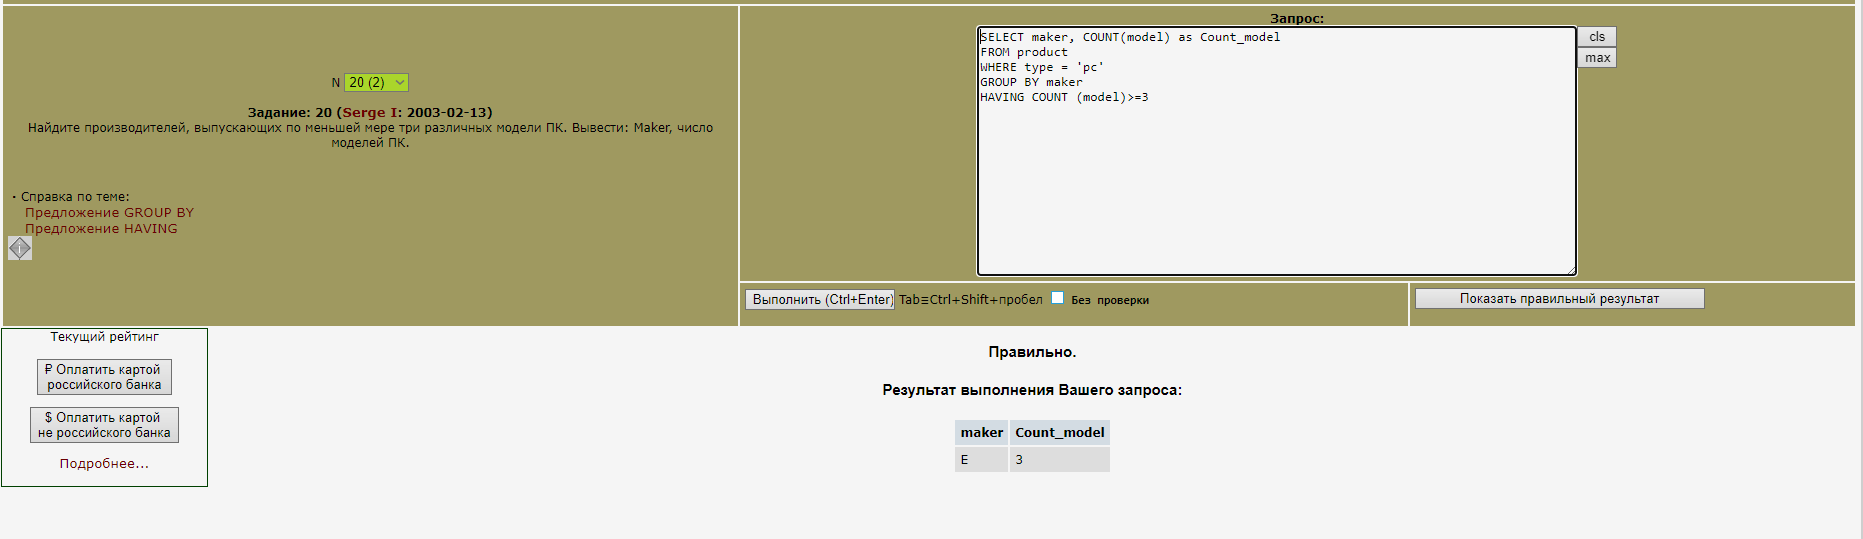 N 20 (2)
Задание: 20 (Serge I: 2003-02-13)
Найдите производителей, выпускающих по меньшей мере три различных модели ПК. Вывести: Maker, число
моделей ПК.
· Справка по теме:
Предложение GROUP BY
Предложение HAVING
Запрос:
SELECT maker, COUNT(model) as Count_model
FROM product
WHERE type = 'pc'
GROUP BY maker
HAVING COUNT (model)>=3
cls
max
Выполнить (Ctrl+Enter) Tab≡Ctrl+Shift+пробел Без проверки
Показать правильный результат
Текущий рейтинг
₽ Оплатить картой
российского банка
$ Оплатить картой
не российского банка
Подробнее...
Правильно.
Результат выполнения Вашего запроса:
maker Count_model
E 3